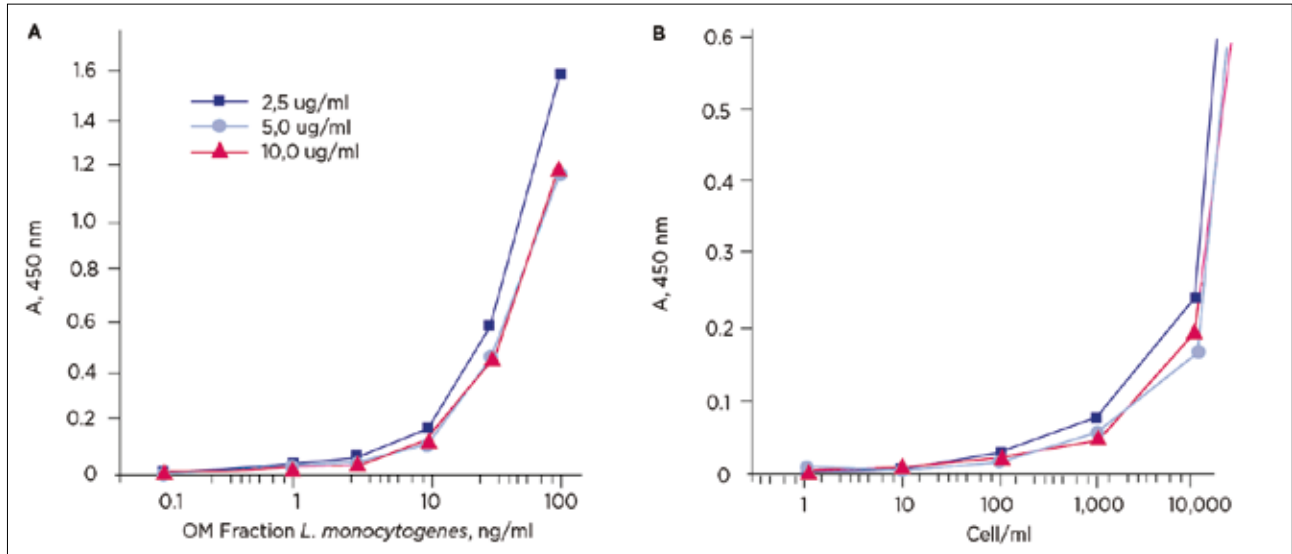 A
1.6
1.4
1.2
1.0
0.8
0.6
0.4
0.2
0
A, 450 nm
2,5 ug/ml
5,0 ug/ml
10,0 ug/ml
0.1 1 10 100
OM Fraction L. monocytogenes, ng/ml
B
0.6
0.5
0.4
0.3
0.2
0.1
0
A, 450 nm
1 10 100 1,000 10,000
Cell/ml